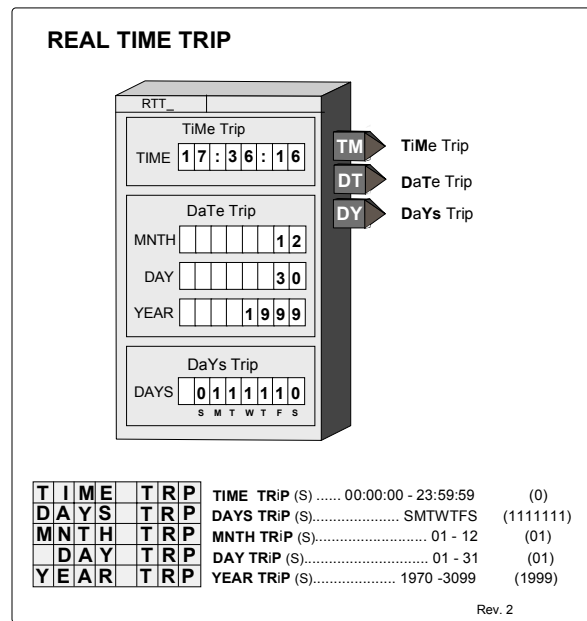 REAL TIME TRIP
RTT_
TiMe Trip
TIME 17:36:16
TM TiMe Trip
DT DaTe Trip
DY DaYs Trip
DaTe Trip
MNTH 12
DAY 30
YEAR 1999
DaYs Trip
DAYS 0111110
S M T W T F S
TIME TRP TIME TRiP (S) ...... 00:00:00 - 23:59:59 (0)
DAYS TRP DAYS TRiP (S)..................... SMTWTFS (1111111)
MNTH TRP MNTH TRiP (S)........................... 01 - 12 (01)
DAY TRP DAY TRiP (S).............................. 01 - 31 (01)
YEAR TRP YEAR TRiP (S).................... 1970 -3099 (1999)
Rev. 2